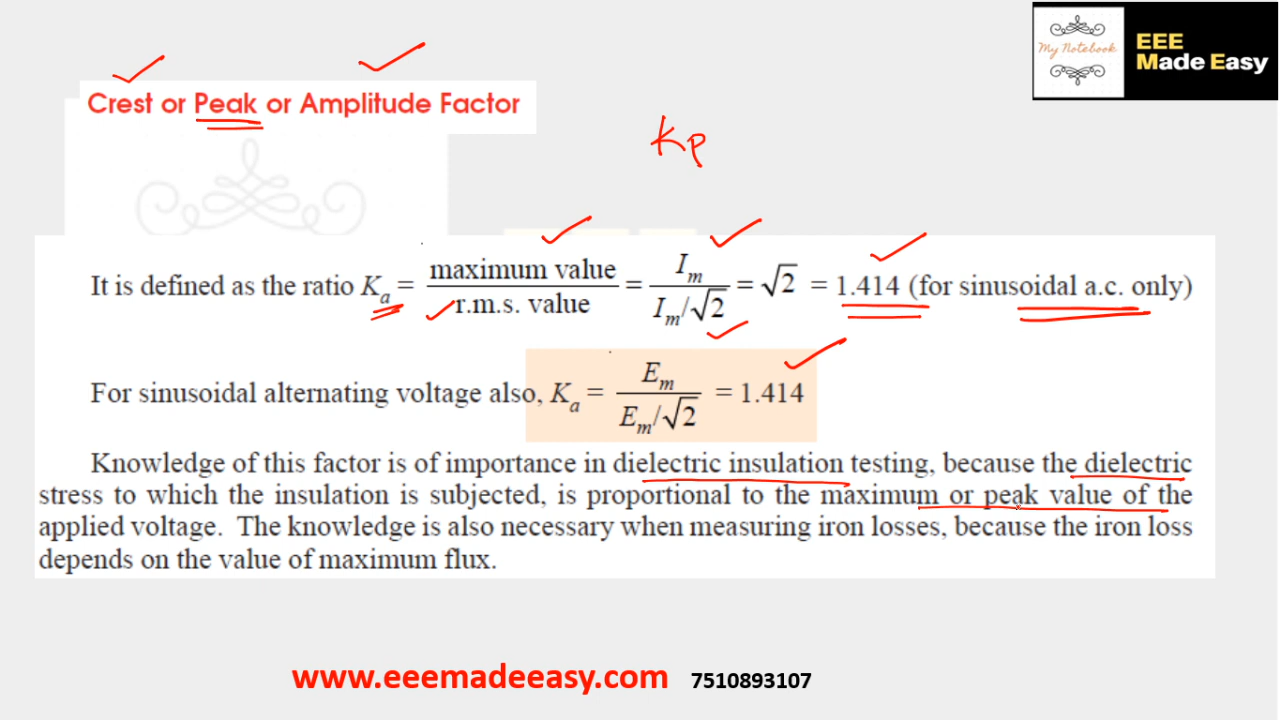 My Notebook
EEE
Made Easy
Crest or Peak or Amplitude Factor
Kp
It is defined as the ratio Kₐ = maximum value / r.m.s. value = Iₘ / Iₘ/√2 = √2 = 1.414 (for sinusoidal a.c. only)
For sinusoidal alternating voltage also, Kₐ = Eₘ / Eₘ/√2 = 1.414
Knowledge of this factor is of importance in dielectric insulation testing, because the dielectric
stress to which the insulation is subjected, is proportional to the maximum or peak value of the
applied voltage. The knowledge is also necessary when measuring iron losses, because the iron loss
depends on the value of maximum flux.
www.eeemadeeasy.com 7510893107